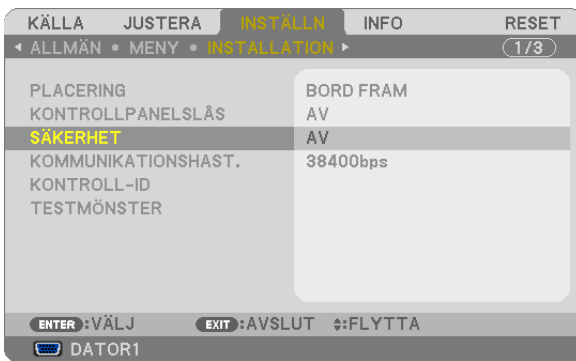 KÄLLA JUSTERA INSTÄLLN INFO RESET
◀ ALLMÄN ● MENY ● INSTALLATION ▶ 1/3
PLACERING BORD FRAM
KONTROLLPANELSLÅS AV
SÄKERHET AV
KOMMUNIKATIONSHAST. 38400bps
KONTROLL-ID
TESTMÖNSTER
ENTER :VÄLJ EXIT :AVSLUT ♦:FLYTTA
DATOR1